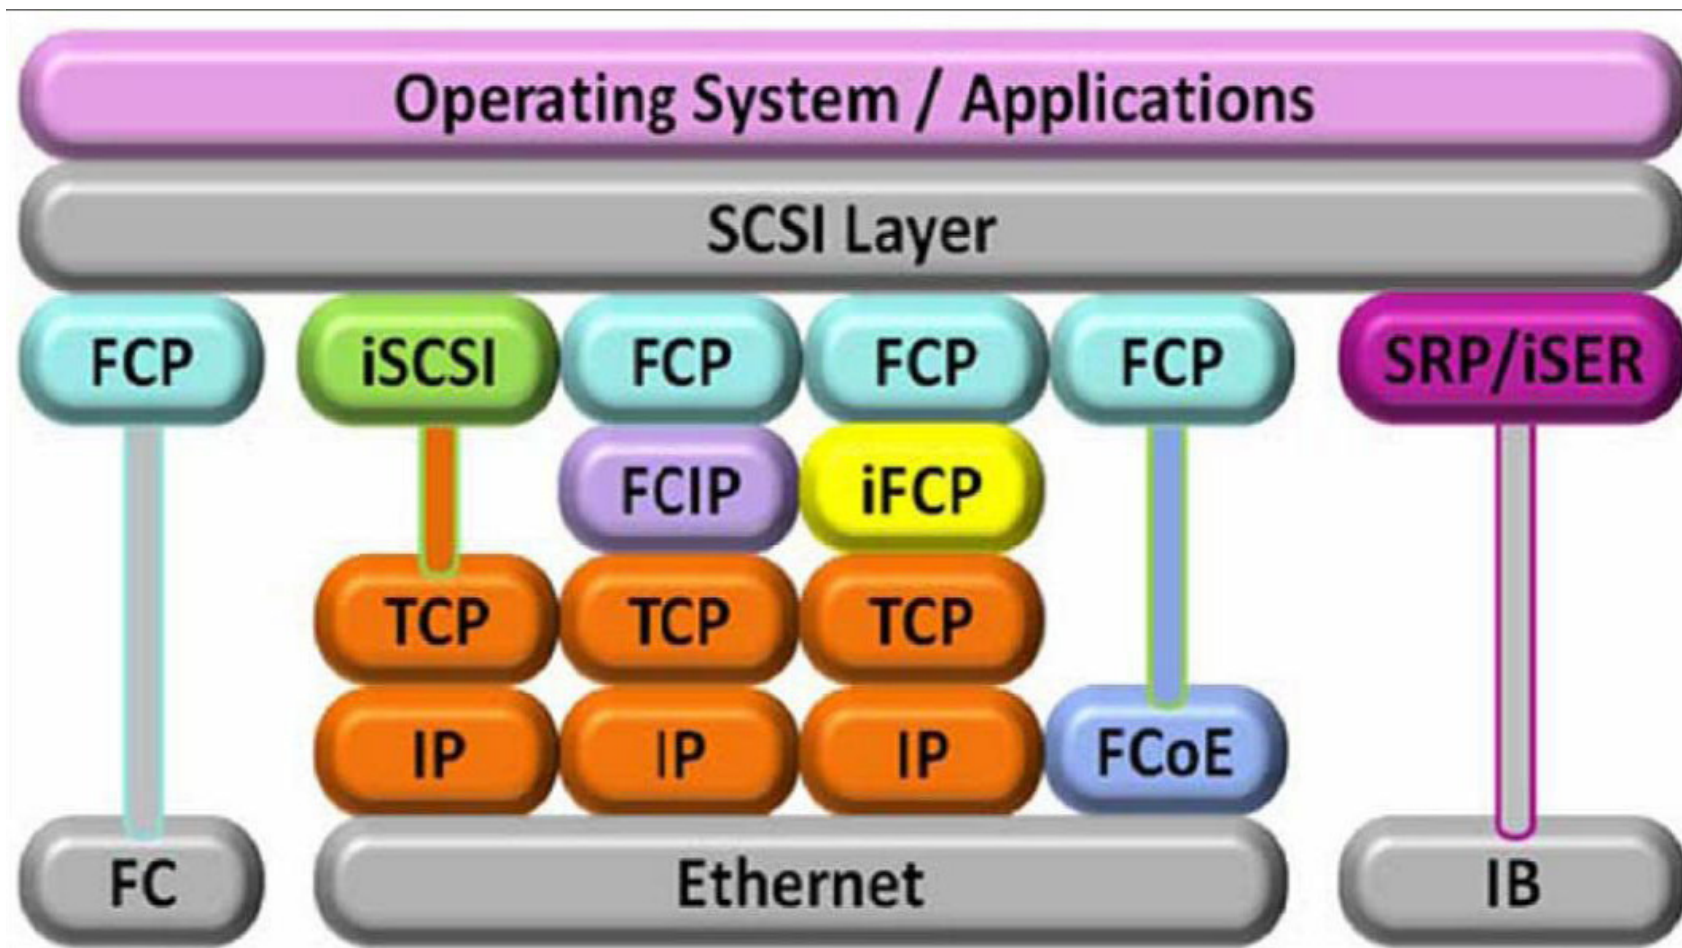 Operating System / Applications
SCSI Layer
FCP iSCSI FCP FCP FCP SRP/iSER
FCIP iFCP
TCP TCP TCP
IP IP IP FCoE
FC Ethernet IB